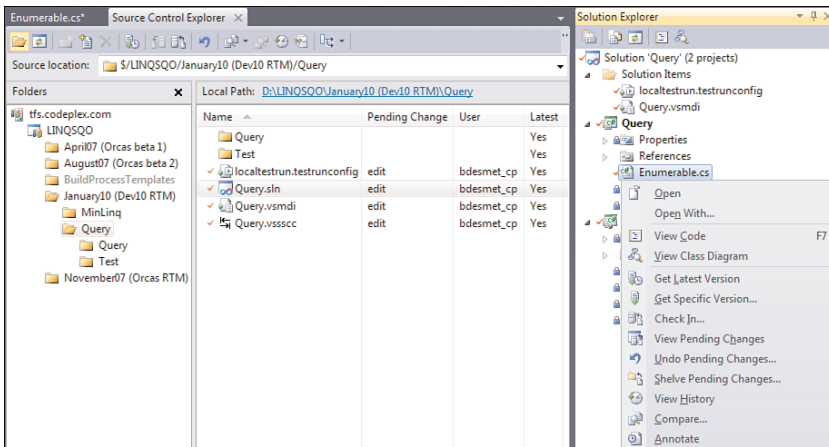 Enumerable.cs*
Source Control Explorer
Source location:
$/LINQSQO/January10 (Dev10 RTM)/Query
Folders
tfs.codeplex.com
LINQSQO
April07 (Orcas beta 1)
August07 (Orcas beta 2)
BuildProcessTemplates
January10 (Dev10 RTM)
MinLinq
Query
Query
Test
November07 (Orcas RTM)
Local Path: D:\LINQSQO\January10 (Dev10 RTM)\Query
Name Pending Change User Latest
Query Yes
Test Yes
localtestrun.testrunconfig edit bdesmet_cp Yes
Query.sln edit bdesmet_cp Yes
Query.vsmdi edit bdesmet_cp Yes
Query.vssscc edit bdesmet_cp Yes
Solution Explorer
Solution 'Query' (2 projects)
Solution Items
localtestrun.testrunconfig
Query.vsmdi
Query
Properties
References
Enumerable.cs
Open
Open With...
View Code F7
View Class Diagram
Get Latest Version
Get Specific Version...
Check In...
View Pending Changes
Undo Pending Changes...
Shelve Pending Changes...
View History
Compare...
Annotate